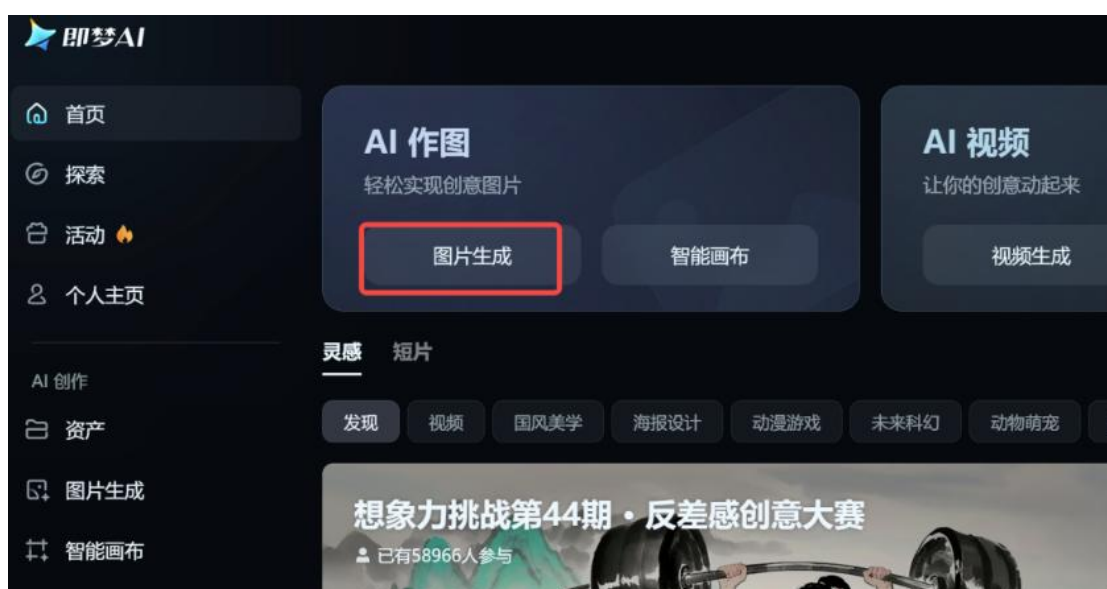 即梦AI
首页
探索
活动
个人主页
AI 创作
资产
图片生成
智能画布
AI 作图
轻松实现创意图片
图片生成
智能画布
AI 视频
让你的创意动起来
视频生成
灵感 短片
发现 视频 国风美学 海报设计 动漫游戏 未来科幻 动物萌宠
想象力挑战第44期·反差感创意大赛
已有58966人参与